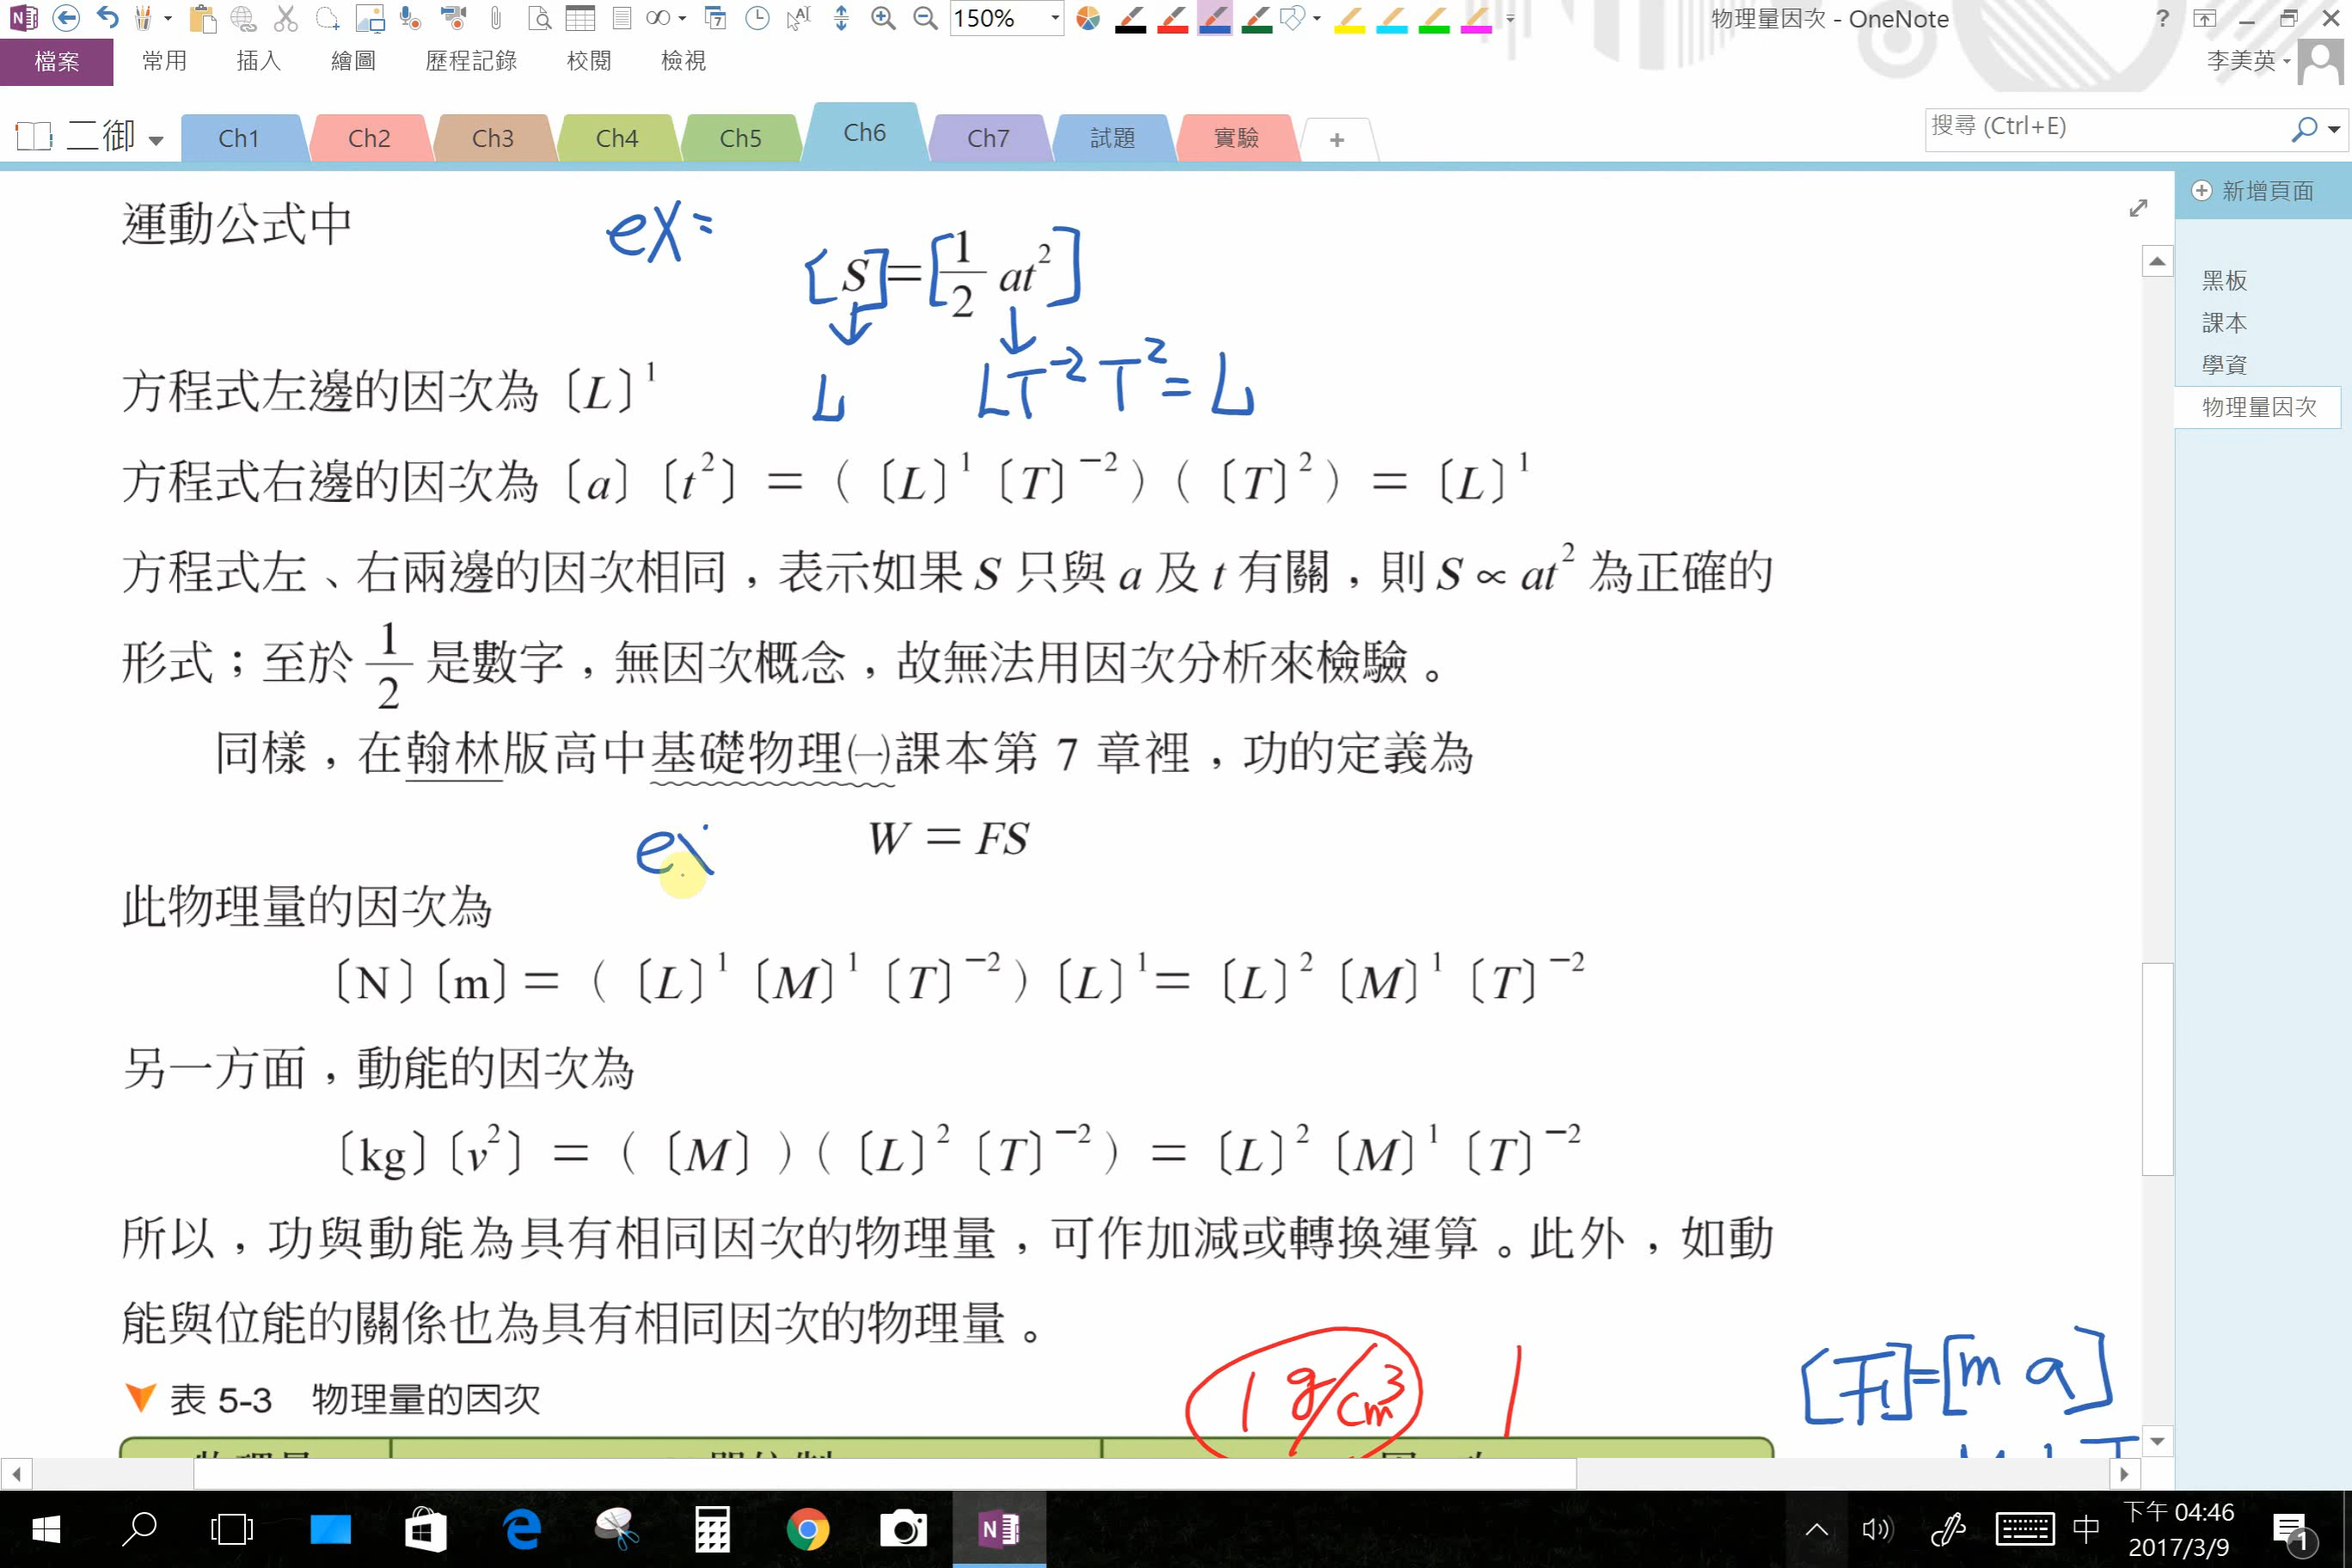 150%
物理量因次 - OneNote
?
檔案 常用 插入 繪圖 歷程記錄 校閱 檢視
李美英
二御 Ch1 Ch2 Ch3 Ch4 Ch5 Ch6 Ch7 試題 實驗 +
搜尋 (Ctrl+E)
新增頁面
黑板
課本
學資
物理量因次
運動公式中
ex:
[S]=[1/2 at²]
L LT⁻²T²=L
方程式左邊的因次為〔L〕¹
方程式右邊的因次為〔a〕〔t²〕=(〔L〕¹〔T〕⁻²)(〔T〕²)=〔L〕¹
方程式左、右兩邊的因次相同,表示如果 S 只與 a 及 t 有關,則 S ∝ at² 為正確的
形式;至於 1/2 是數字,無因次概念,故無法用因次分析來檢驗。
同樣,在翰林版高中基礎物理㈠課本第 7 章裡,功的定義為
ex
W = FS
此物理量的因次為
〔N〕〔m〕=(〔L〕¹〔M〕¹〔T〕⁻²)〔L〕¹=〔L〕²〔M〕¹〔T〕⁻²
另一方面,動能的因次為
〔kg〕〔v²〕=(〔M〕)(〔L〕²〔T〕⁻²)=〔L〕²〔M〕¹〔T〕⁻²
所以,功與動能為具有相同因次的物理量,可作加減或轉換運算。此外,如動
能與位能的關係也為具有相同因次的物理量。
表 5-3 物理量的因次
1 g/cm³ 1
[F]=[m a]
中
下午 04:46
2017/3/9
1